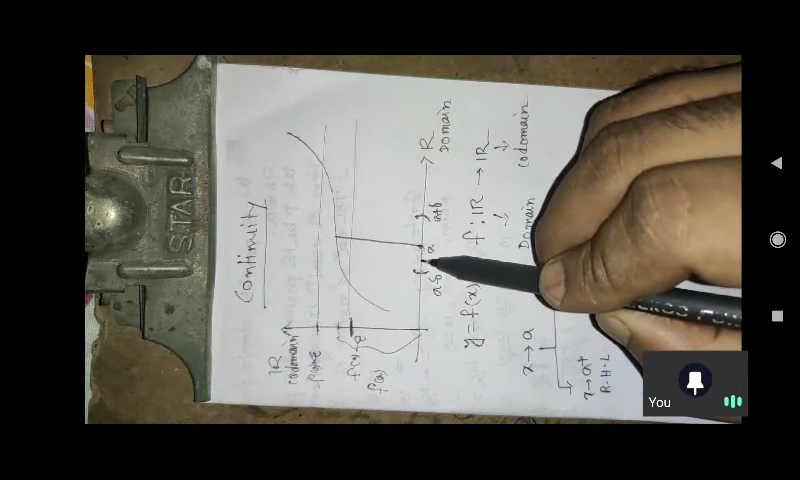 Continuity
IR
codomain
f(a)
a-δ a a+δ
R
Domain
y = f(x) f : IR → IR
Domain codomain
x → a
x → a⁺
R.H.L
STAR
You